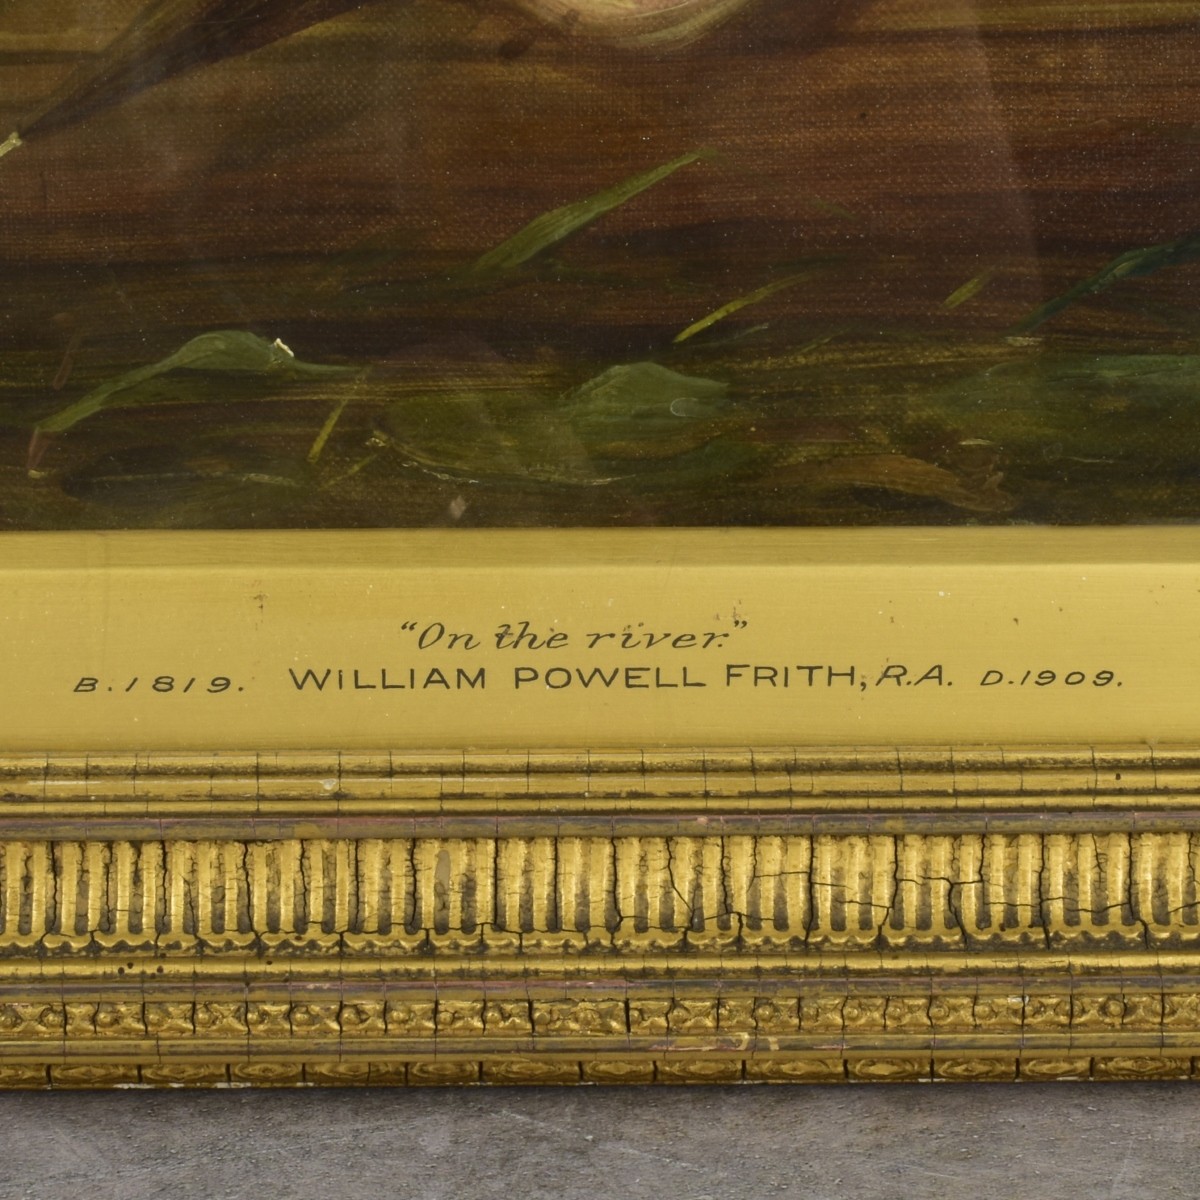 "On the river."
B.1819. WILLIAM POWELL FRITH, R.A. D.1909.